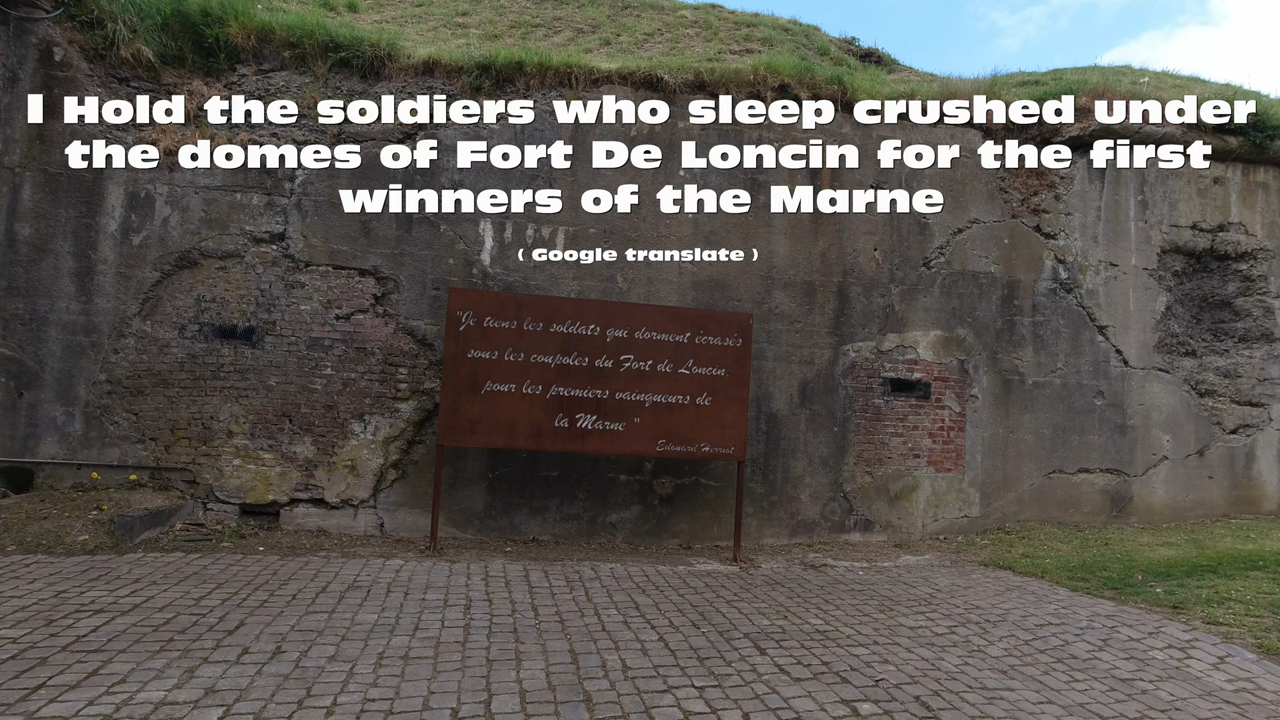 I Hold the soldiers who sleep crushed under
the domes of Fort De Loncin for the first
winners of the Marne
( Google translate )
"Je tiens les soldats qui dorment écrasés
sous les coupoles du Fort de Loncin,
pour les premiers vainqueurs de
la Marne "
Edouard Herriot